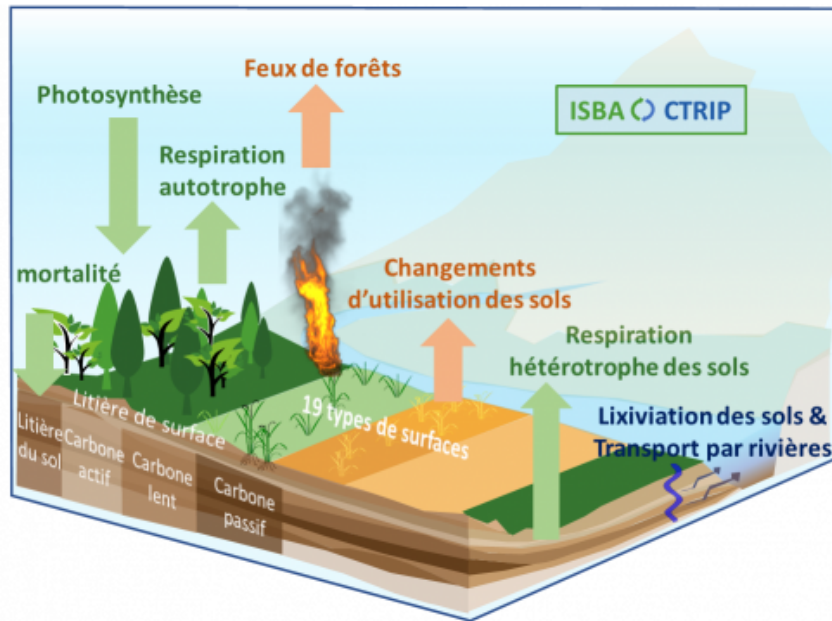 Feux de forêts
Photosynthèse
ISBA CTRIP
Respiration
autotrophe
mortalité
Changements
d'utilisation des sols
Respiration
hétérotrophe des sols
Lixiviation des sols &
Transport par rivières
19 types de surfaces
Litière de surface
Litière
du sol
Carbone
actif
Carbone
lent
Carbone
passif